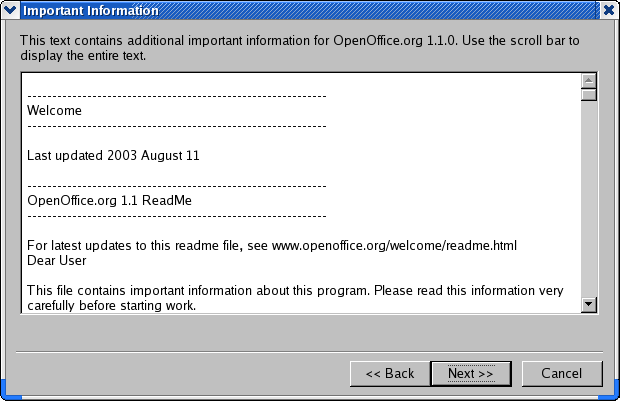 Important Information
This text contains additional important information for OpenOffice.org 1.1.0. Use the scroll bar to
display the entire text.
------------------------------------------------------------
Welcome
------------------------------------------------------------
Last updated 2003 August 11
------------------------------------------------------------
OpenOffice.org 1.1 ReadMe
------------------------------------------------------------
For latest updates to this readme file, see www.openoffice.org/welcome/readme.html
Dear User
This file contains important information about this program. Please read this information very
carefully before starting work.
<< Back
Next >>
Cancel